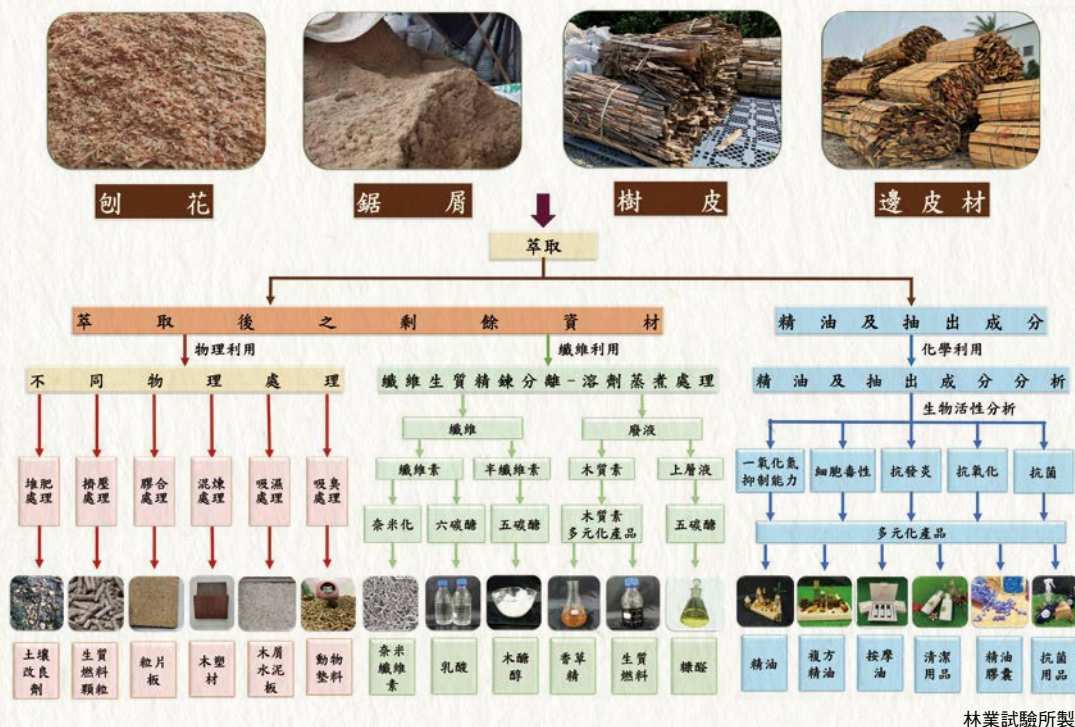 刨花
鋸屑
樹皮
邊皮材
萃取
萃取後之剩餘資材
精油及抽出成分
物理利用
纖維利用
化學利用
不同物理處理
纖維生質精鍊分離-溶劑蒸煮處理
精油及抽出成分分析
生物活性分析
纖維
廢液
堆肥
處理
擠壓
處理
膠合
處理
混煉
處理
吸濕
處理
吸臭
處理
纖維素
半纖維素
木質素
上層液
一氧化氮
抑制能力
細胞毒性
抗發炎
抗氧化
抗菌
奈米化
六碳醣
五碳醣
木質素
多元化產品
五碳醣
多元化產品
土壤
改良
劑
生質
燃料
顆粒
粒片
板
木塑
材
木質
水泥
板
動物
墊料
奈米
纖維
素
乳酸
木醣
醇
香草
精
生質
燃料
糠醛
精油
複方
精油
按摩
油
清潔
用品
精油
膠囊
抗菌
用品
林業試驗所製